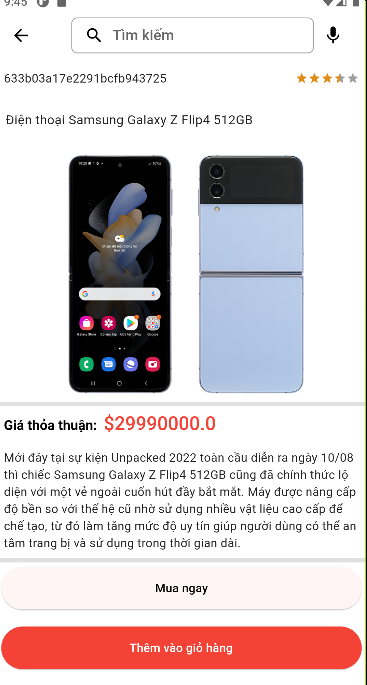 9:45
Tìm kiếm
633b03a17e2291bcfb943725
Điện thoại Samsung Galaxy Z Flip4 512GB
Google
Giá thỏa thuận: $29990000.0
Mới đây tại sự kiện Unpacked 2022 toàn cầu diễn ra ngày 10/08
thì chiếc Samsung Galaxy Z Flip4 512GB cũng đã chính thức lộ
diện với một vẻ ngoài cuốn hút đầy bắt mắt. Máy được nâng cấp
độ bền so với thế hệ cũ nhờ sử dụng nhiều vật liệu cao cấp để
chế tạo, từ đó làm tăng mức độ uy tín giúp người dùng có thể an
tâm trang bị và sử dụng trong thời gian dài.
Mua ngay
Thêm vào giỏ hàng